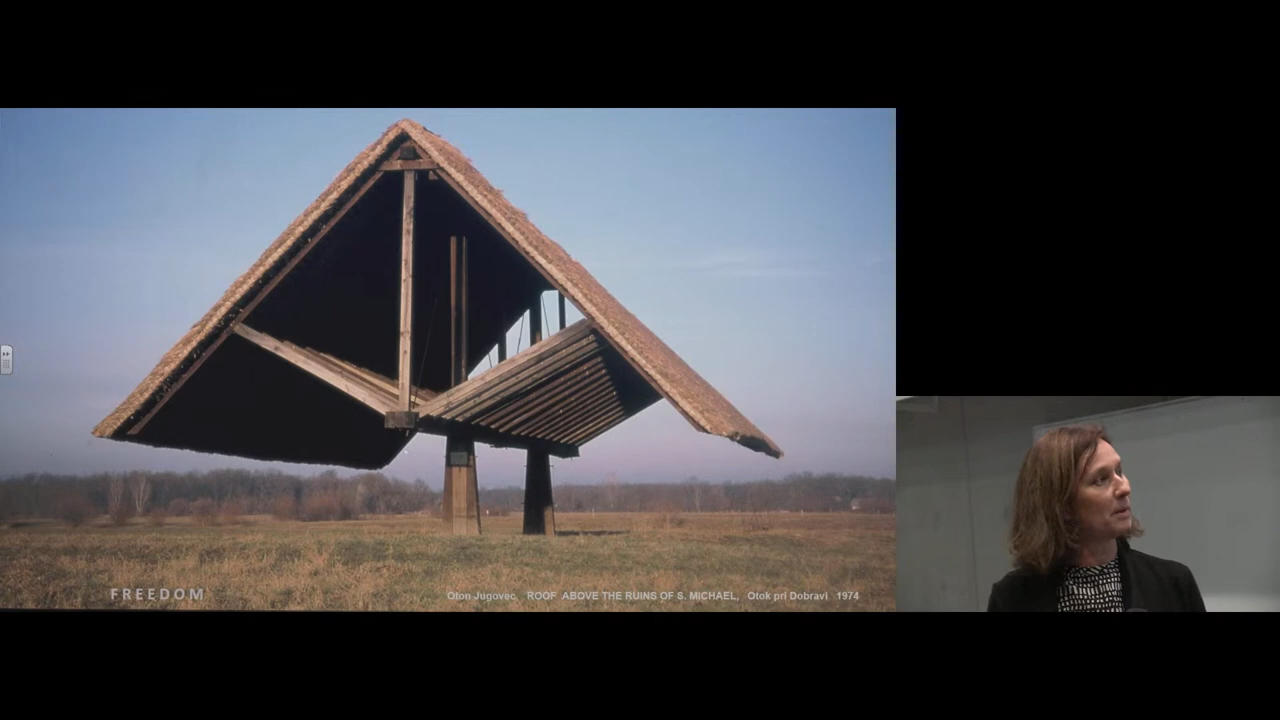 FREEDOM
Oton Jugovec ROOF ABOVE THE RUINS OF S. MICHAEL, Otok pri Dobravi 1974